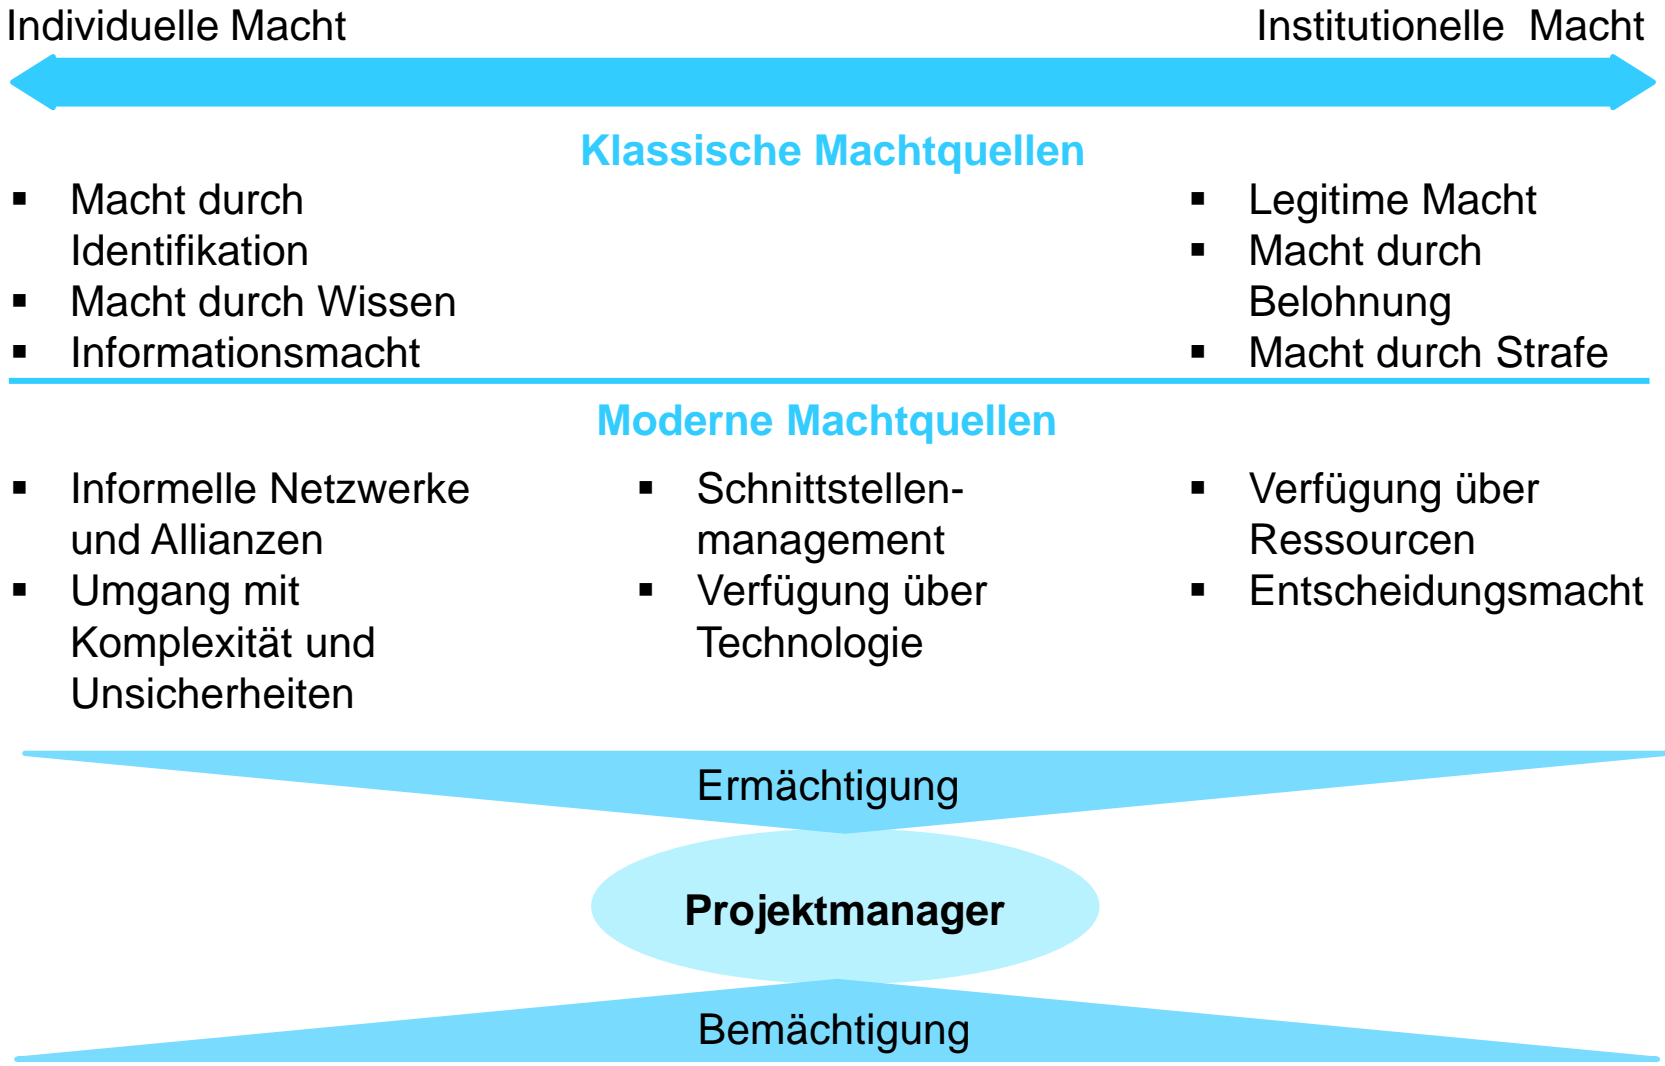 Individuelle Macht
Institutionelle Macht
Klassische Machtquellen
▪ Macht durch
Identifikation
▪ Macht durch Wissen
▪ Informationsmacht
▪ Legitime Macht
▪ Macht durch
Belohnung
▪ Macht durch Strafe
Moderne Machtquellen
▪ Informelle Netzwerke
und Allianzen
▪ Umgang mit
Komplexität und
Unsicherheiten
▪ Schnittstellen-
management
▪ Verfügung über
Technologie
▪ Verfügung über
Ressourcen
▪ Entscheidungsmacht
Ermächtigung
Projektmanager
Bemächtigung